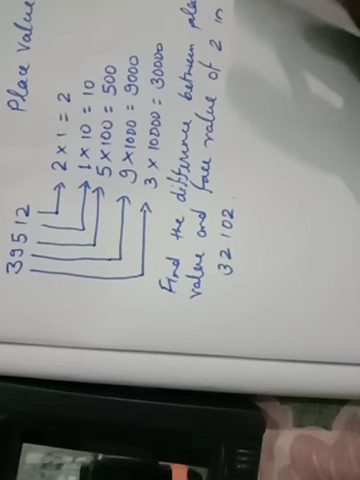 Place Value
39512
2 x 1 = 2
1 x 10 = 10
5 x 100 = 500
9 x 1000 = 9000
3 x 10000 = 30000
Find the difference between
value and face value of 2 in
32102.